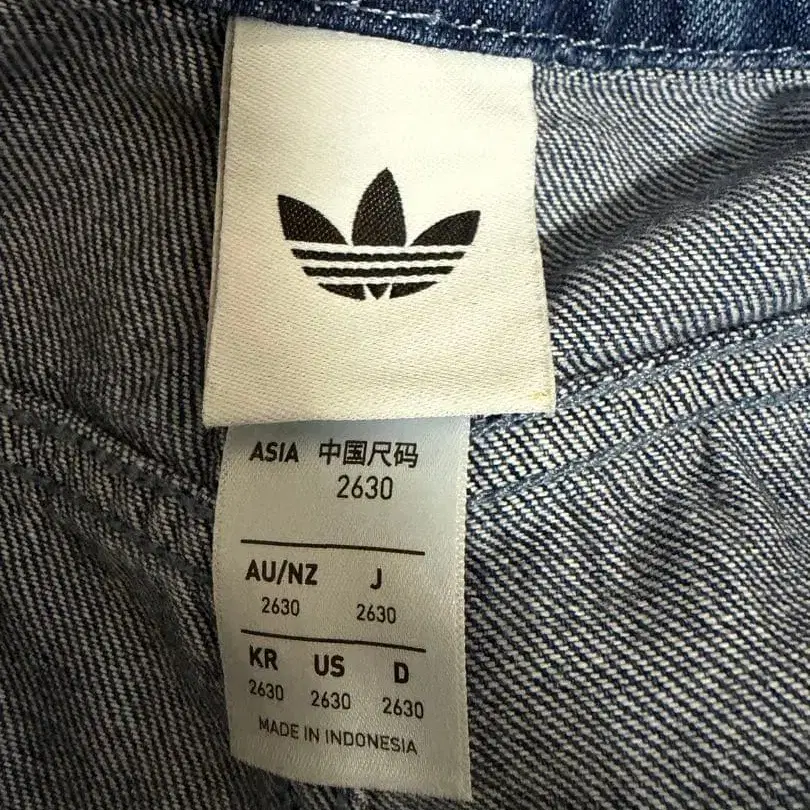 ASIA 中国尺码
2630
AU/NZ J
2630 2630
KR US D
2630 2630 2630
MADE IN INDONESIA